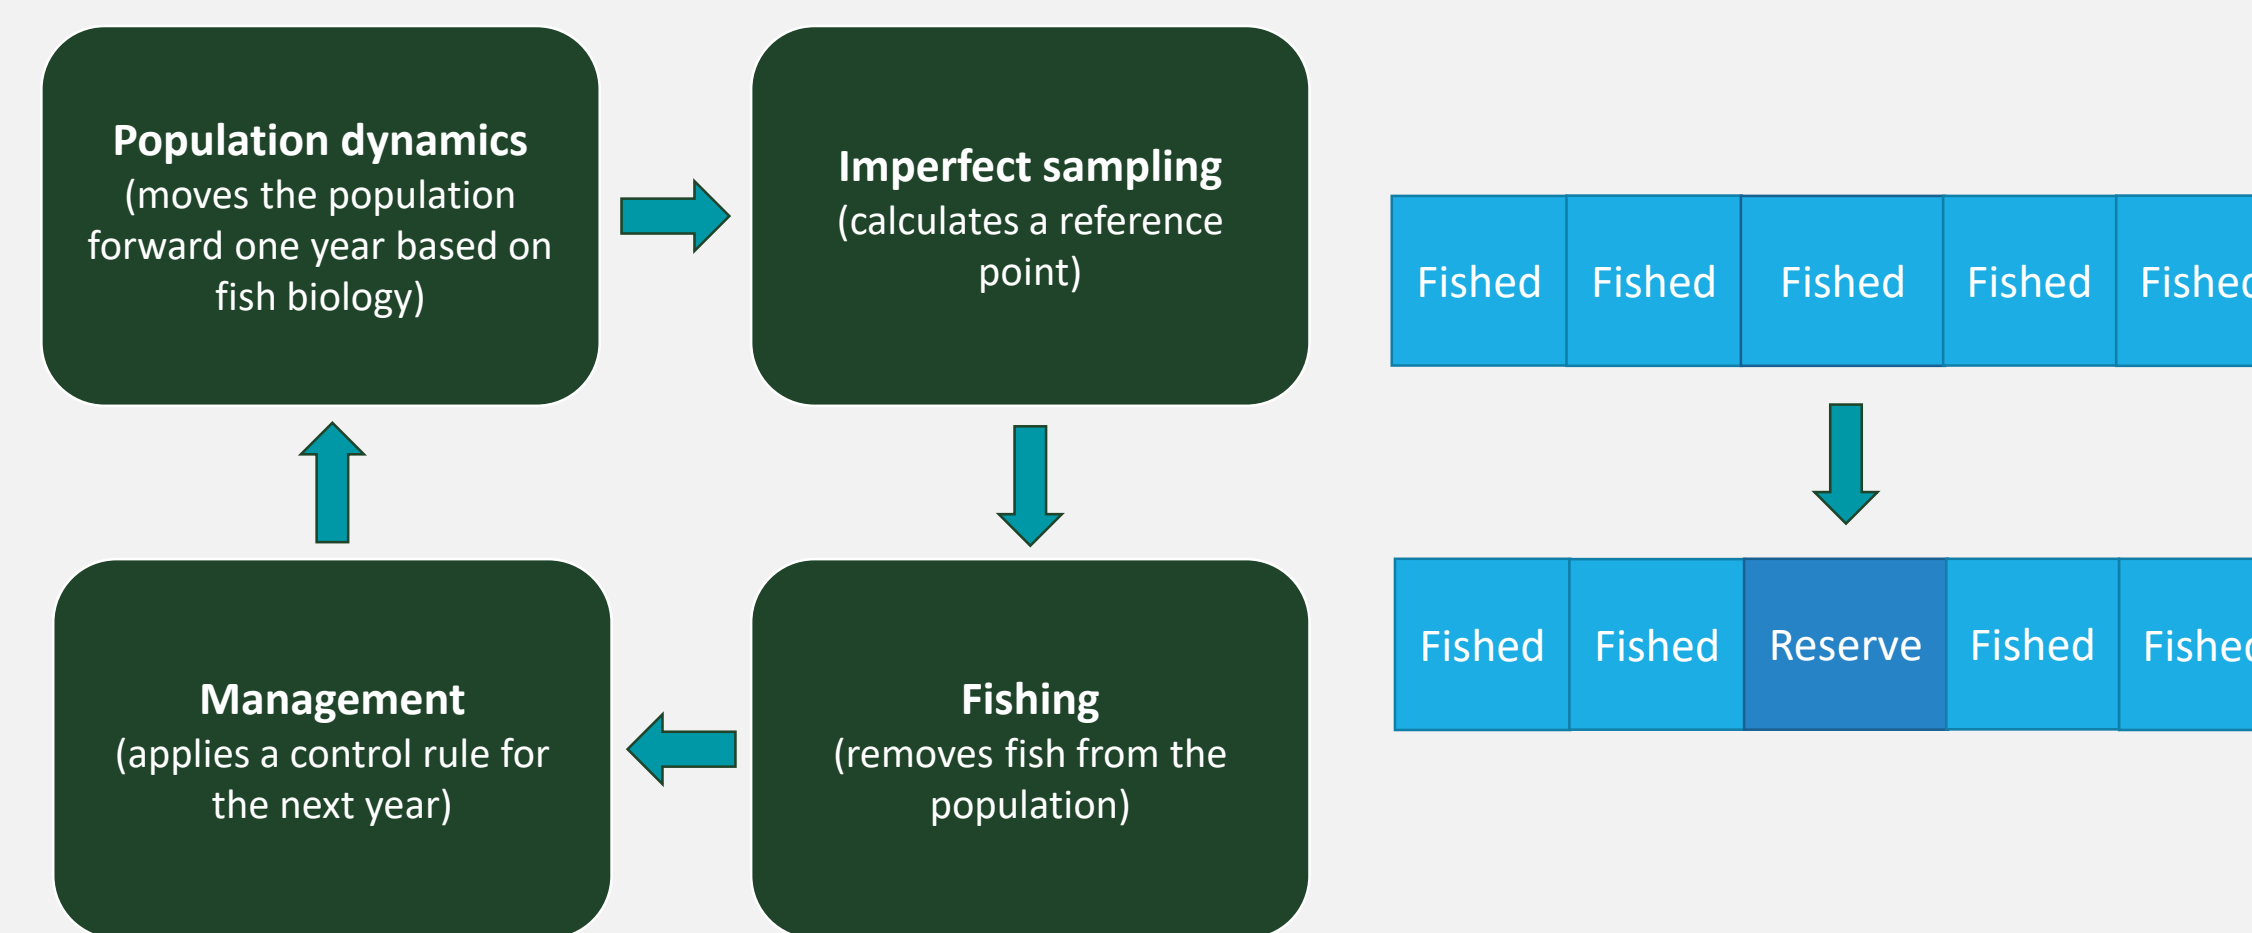 Population dynamics
(moves the population
forward one year based on
fish biology)
Imperfect sampling
(calculates a reference
point)
Management
(applies a control rule for
the next year)
Fishing
(removes fish from the
population)
Fished Fished Fished Fished Fished
Fished Fished Reserve Fished Fished